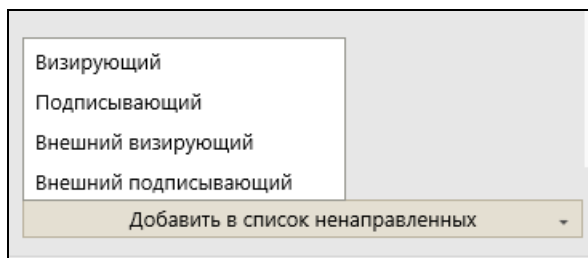 Визирующий
Подписывающий
Внешний визирующий
Внешний подписывающий
Добавить в список ненаправленных